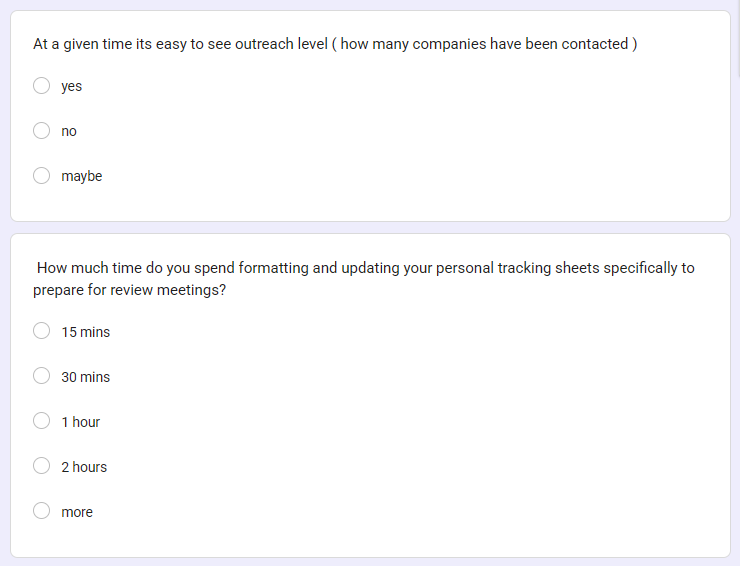 At a given time its easy to see outreach level ( how many companies have been contacted )
yes
no
maybe
How much time do you spend formatting and updating your personal tracking sheets specifically to
prepare for review meetings?
15 mins
30 mins
1 hour
2 hours
more